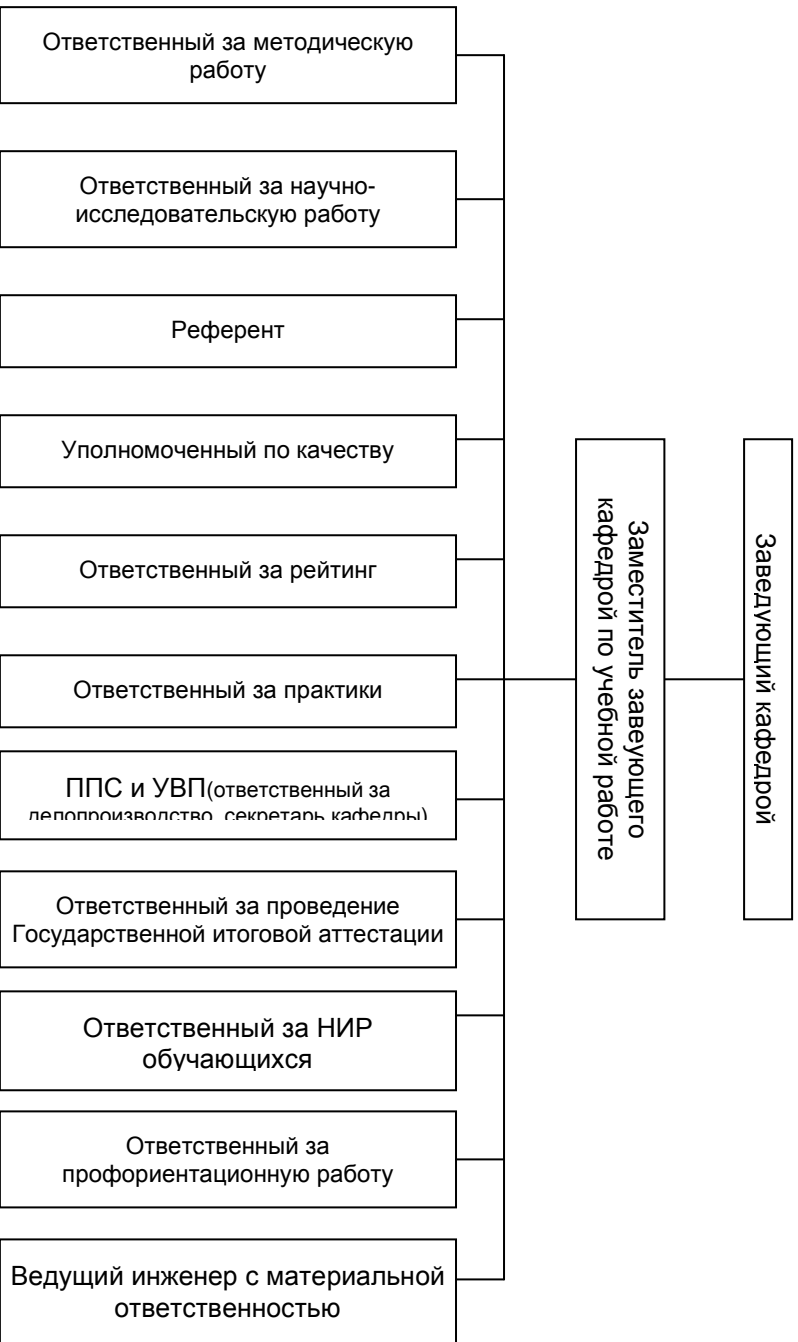 Ответственный за методическую
работу
Ответственный за научно-
исследовательскую работу
Референт
Уполномоченный по качеству
Ответственный за рейтинг
Ответственный за практики
ППС и УВП(ответственный за
делопроизводство, секретарь кафедры)
Ответственный за проведение
Государственной итоговой аттестации
Ответственный за НИР
обучающихся
Ответственный за
профориентационную работу
Ведущий инженер с материальной
ответственностью
Заместитель завеующего
кафедрой по учебной работе
Заведующий кафедрой